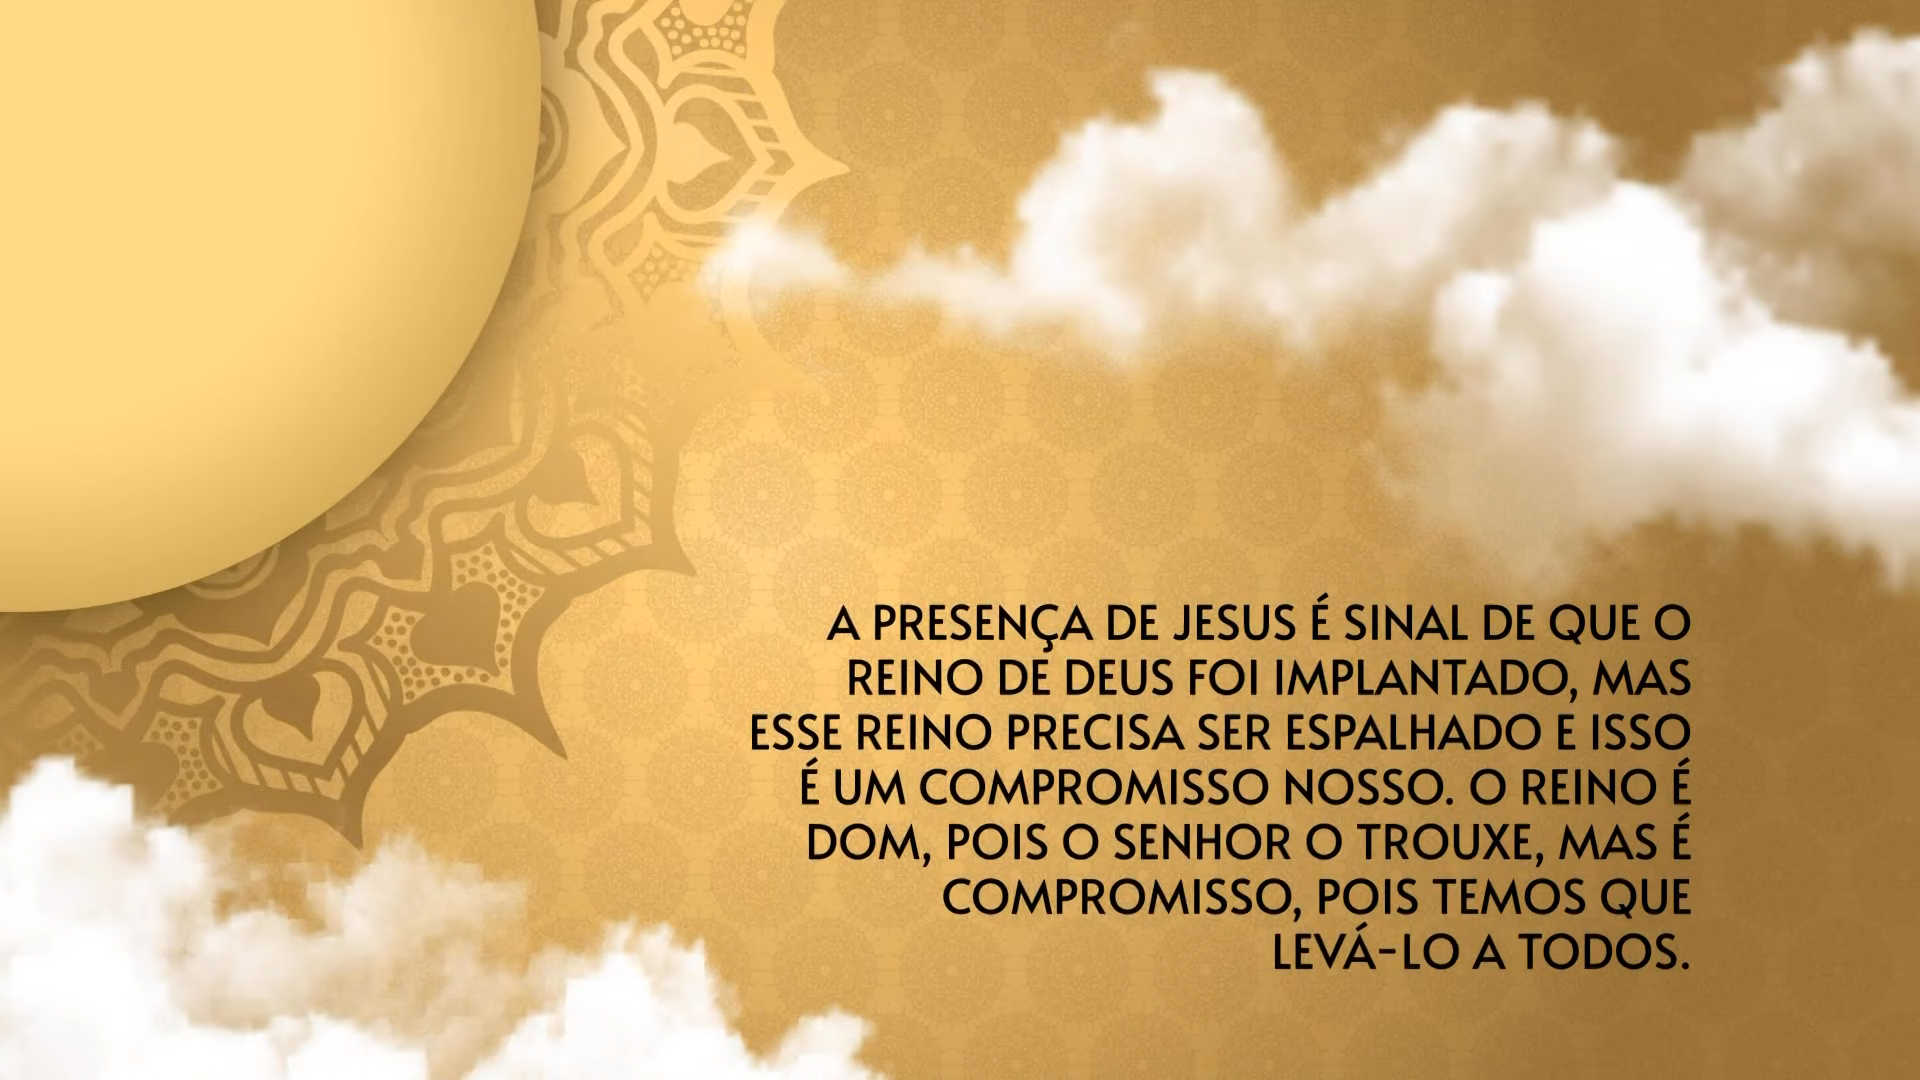 A PRESENÇA DE JESUS É SINAL DE QUE O
REINO DE DEUS FOI IMPLANTADO, MAS
ESSE REINO PRECISA SER ESPALHADO E ISSO
É UM COMPROMISSO NOSSO. O REINO É
DOM, POIS O SENHOR O TROUXE, MAS É
COMPROMISSO, POIS TEMOS QUE
LEVÁ-LO A TODOS.